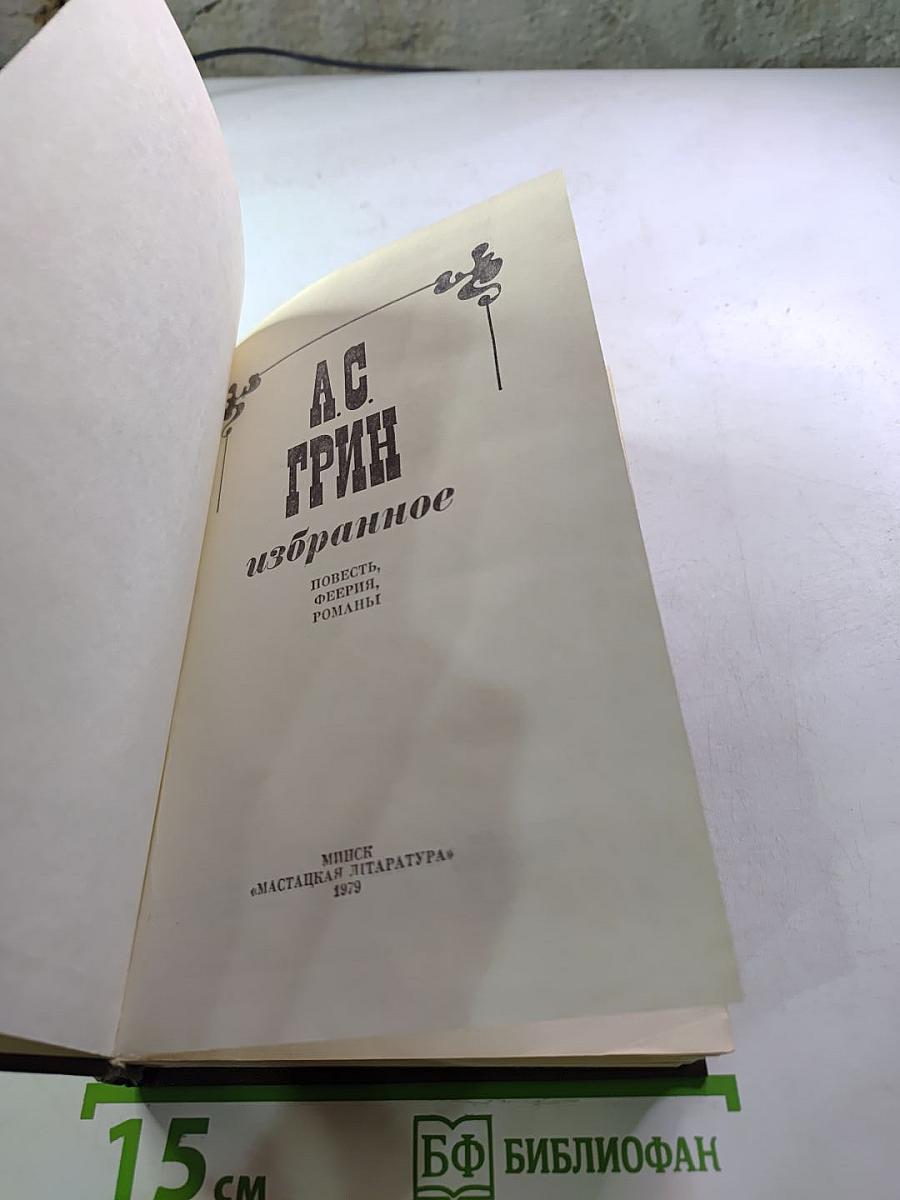 А.С.
ГРИН
избранное
ПОВЕСТЬ,
ФЕЕРИЯ,
РОМАНЫ
МИНСК
«МАСТАЦКАЯ ЛІТАРАТУРА»
1979
15 см
БФ БИБЛИОФАН